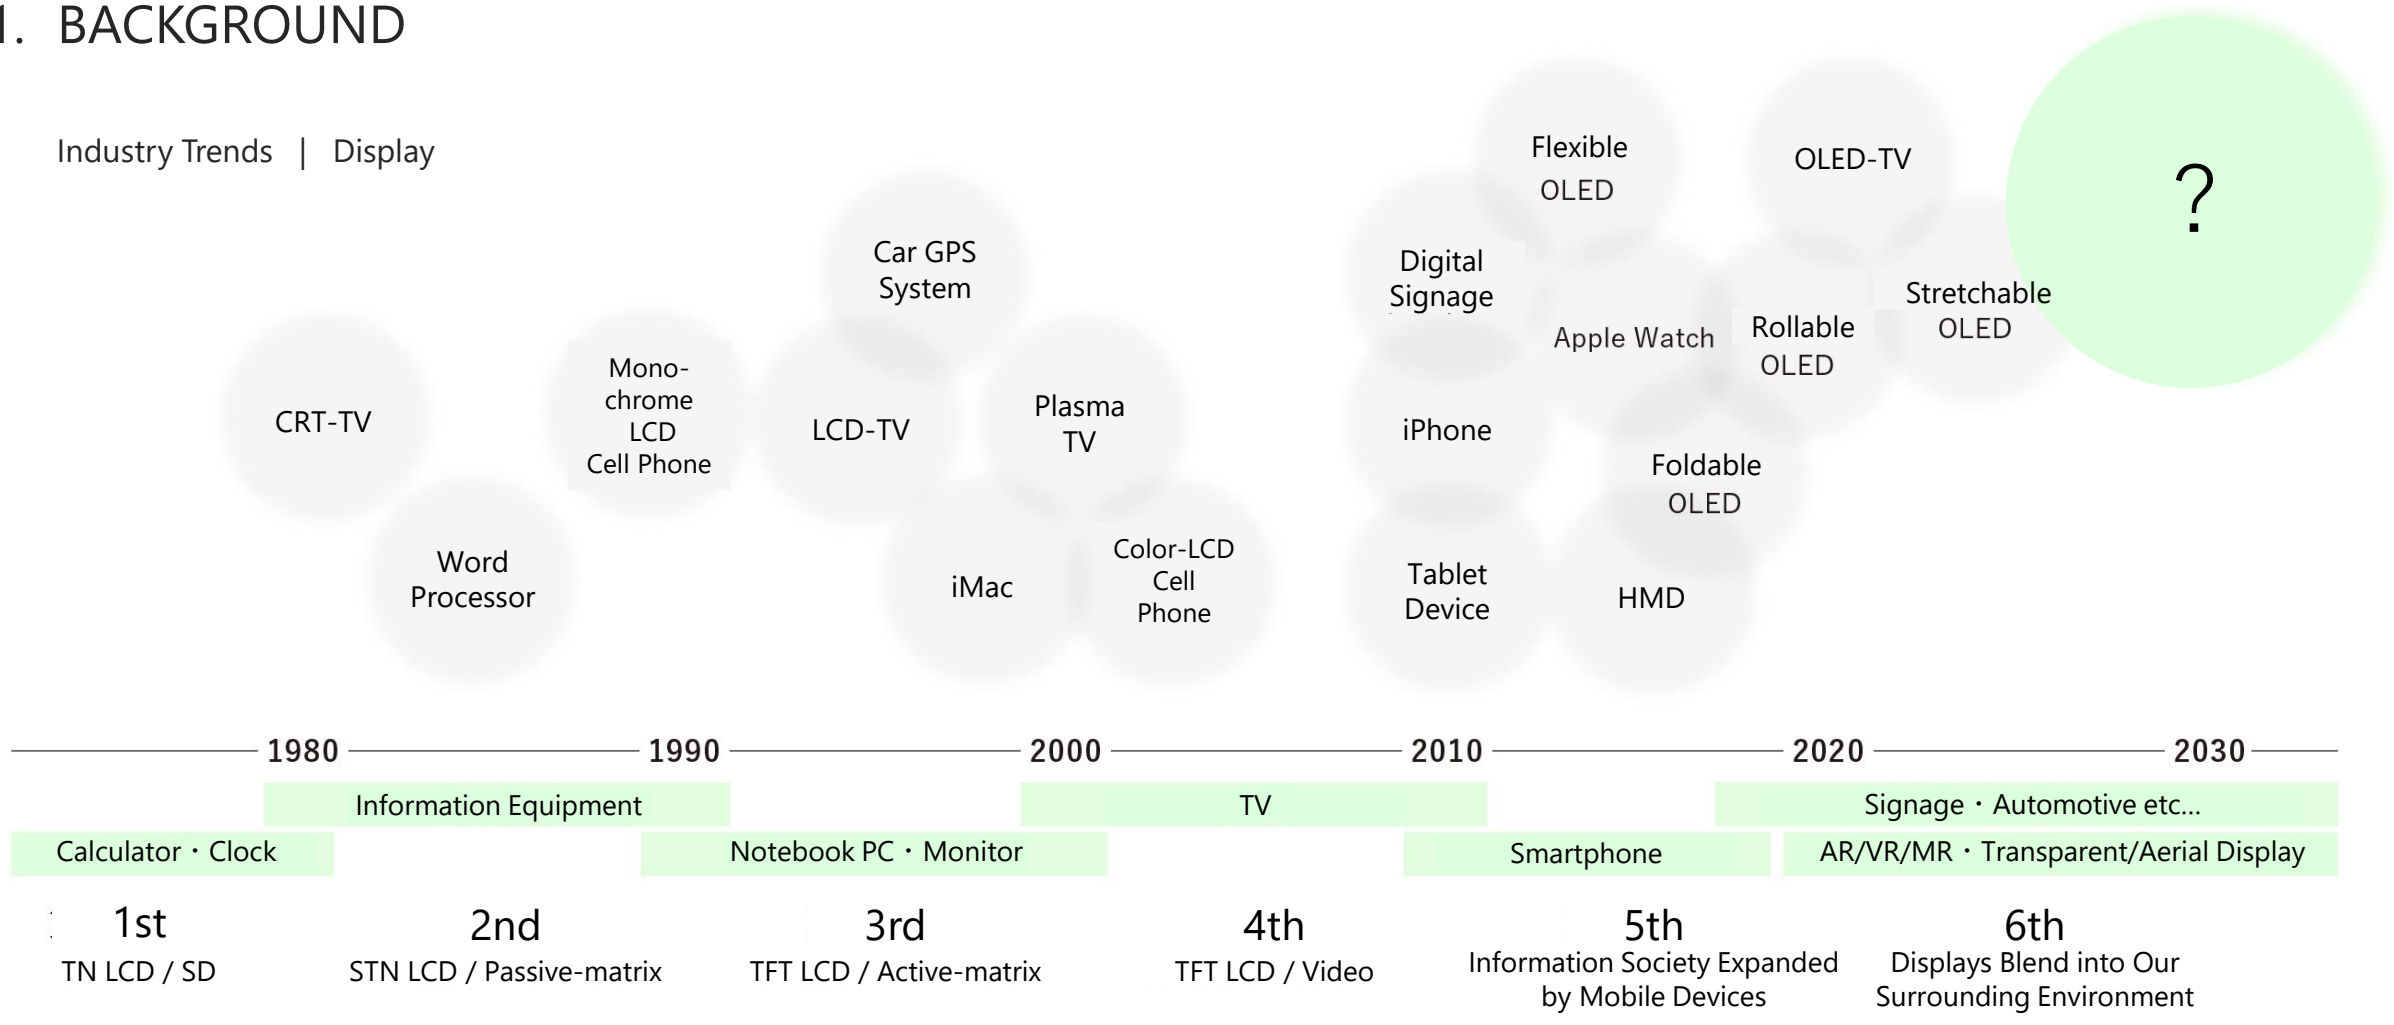 1. BACKGROUND
Industry Trends | Display
CRT-TV
Word
Processor
Mono-
chrome
LCD
Cell Phone
Car GPS
System
LCD-TV
Plasma
TV
iMac
Color-LCD
Cell
Phone
Digital
Signage
iPhone
Tablet
Device
Flexible
OLED
Apple Watch
HMD
Foldable
OLED
Rollable
OLED
OLED-TV
Stretchable
OLED
?
1980 1990 2000 2010 2020 2030
Information Equipment
TV
Signage・Automotive etc...
Calculator・Clock
Notebook PC・Monitor
Smartphone
AR/VR/MR・Transparent/Aerial Display
1st
TN LCD / SD
2nd
STN LCD / Passive-matrix
3rd
TFT LCD / Active-matrix
4th
TFT LCD / Video
5th
Information Society Expanded
by Mobile Devices
6th
Displays Blend into Our
Surrounding Environment